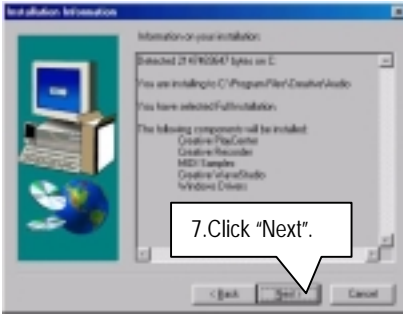 Installation Information
Information on your installation:
Detected 2147483647 bytes on C:
You are installing to C:\Program Files\Creative\Audio
You have selected Full Installation.
The following components will be installed:
Creative PlayCenter
Creative Recorder
MIDI Samples
Creative WaveStudio
Windows Drivers
7.Click “Next”.
< Back
Next >
Cancel